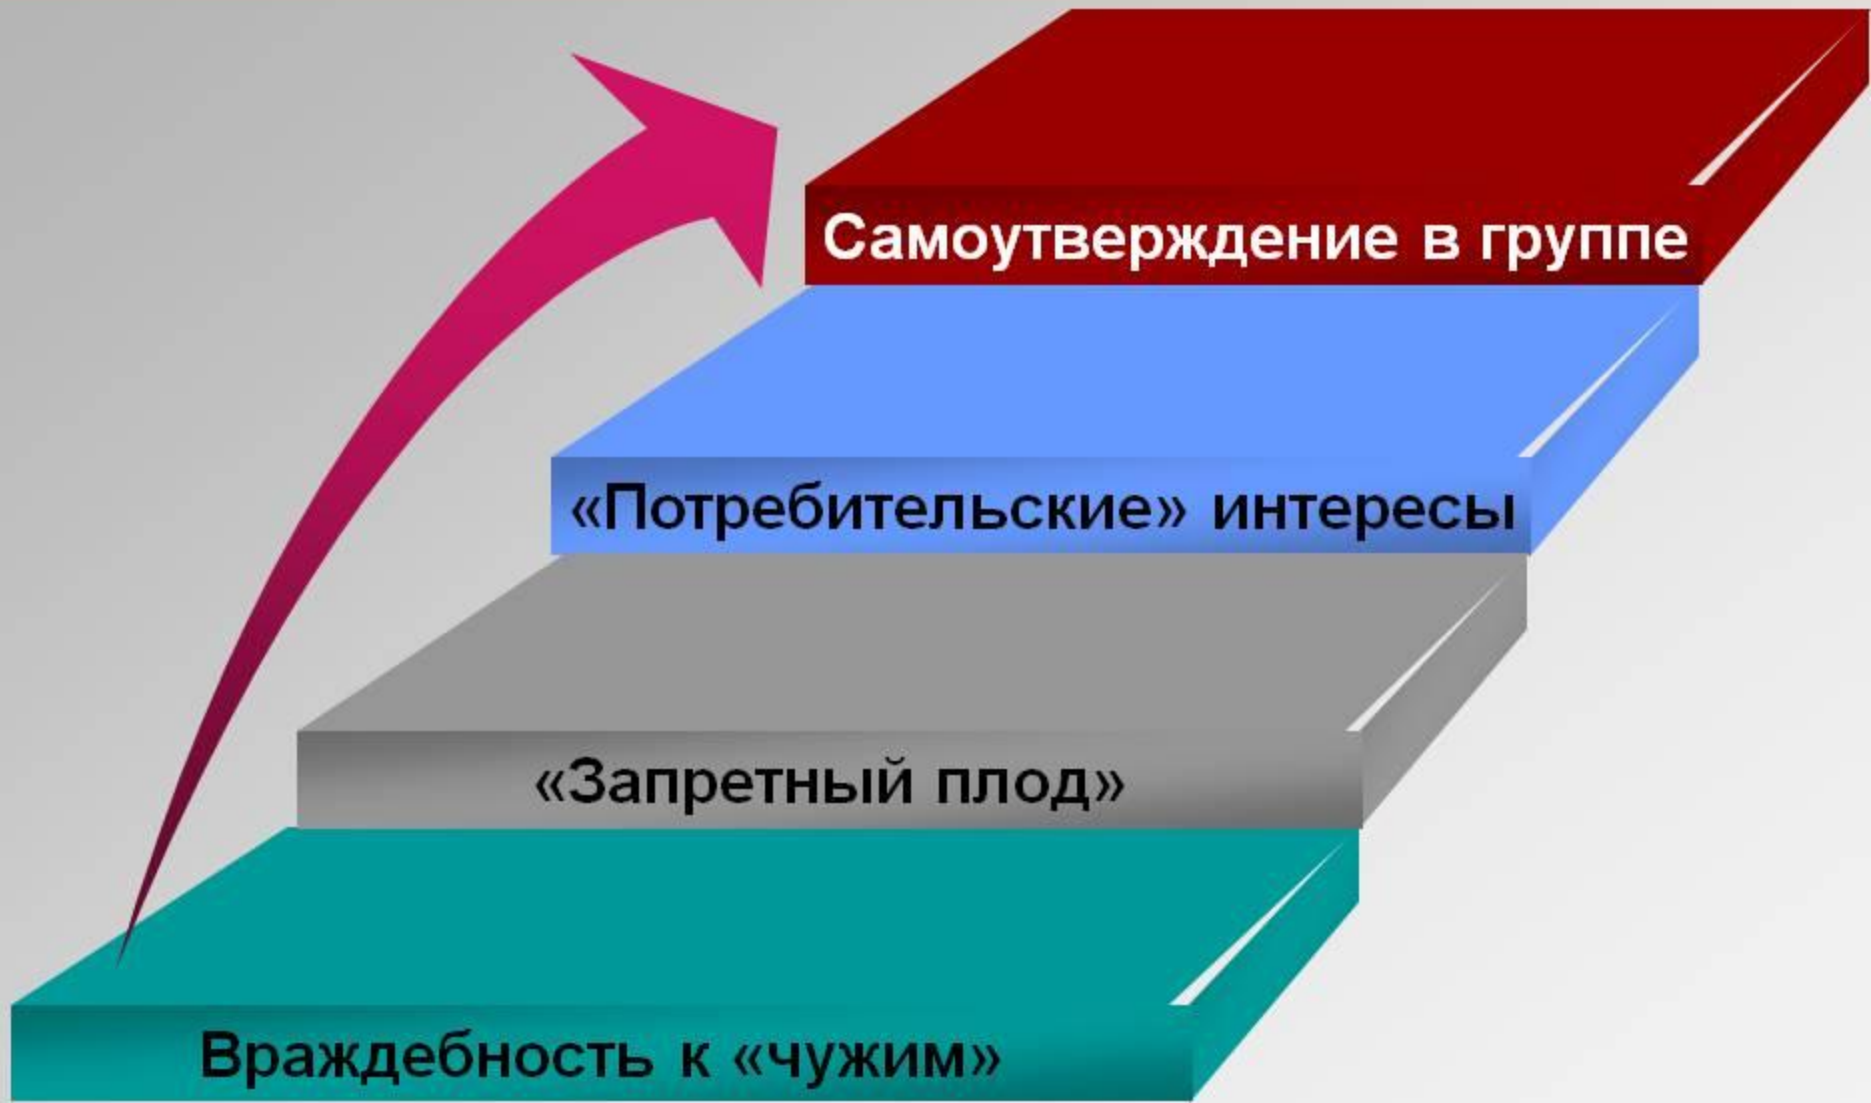 Самоутверждение в группе
«Потребительские» интересы
«Запретный плод»
Враждебность к «чужим»